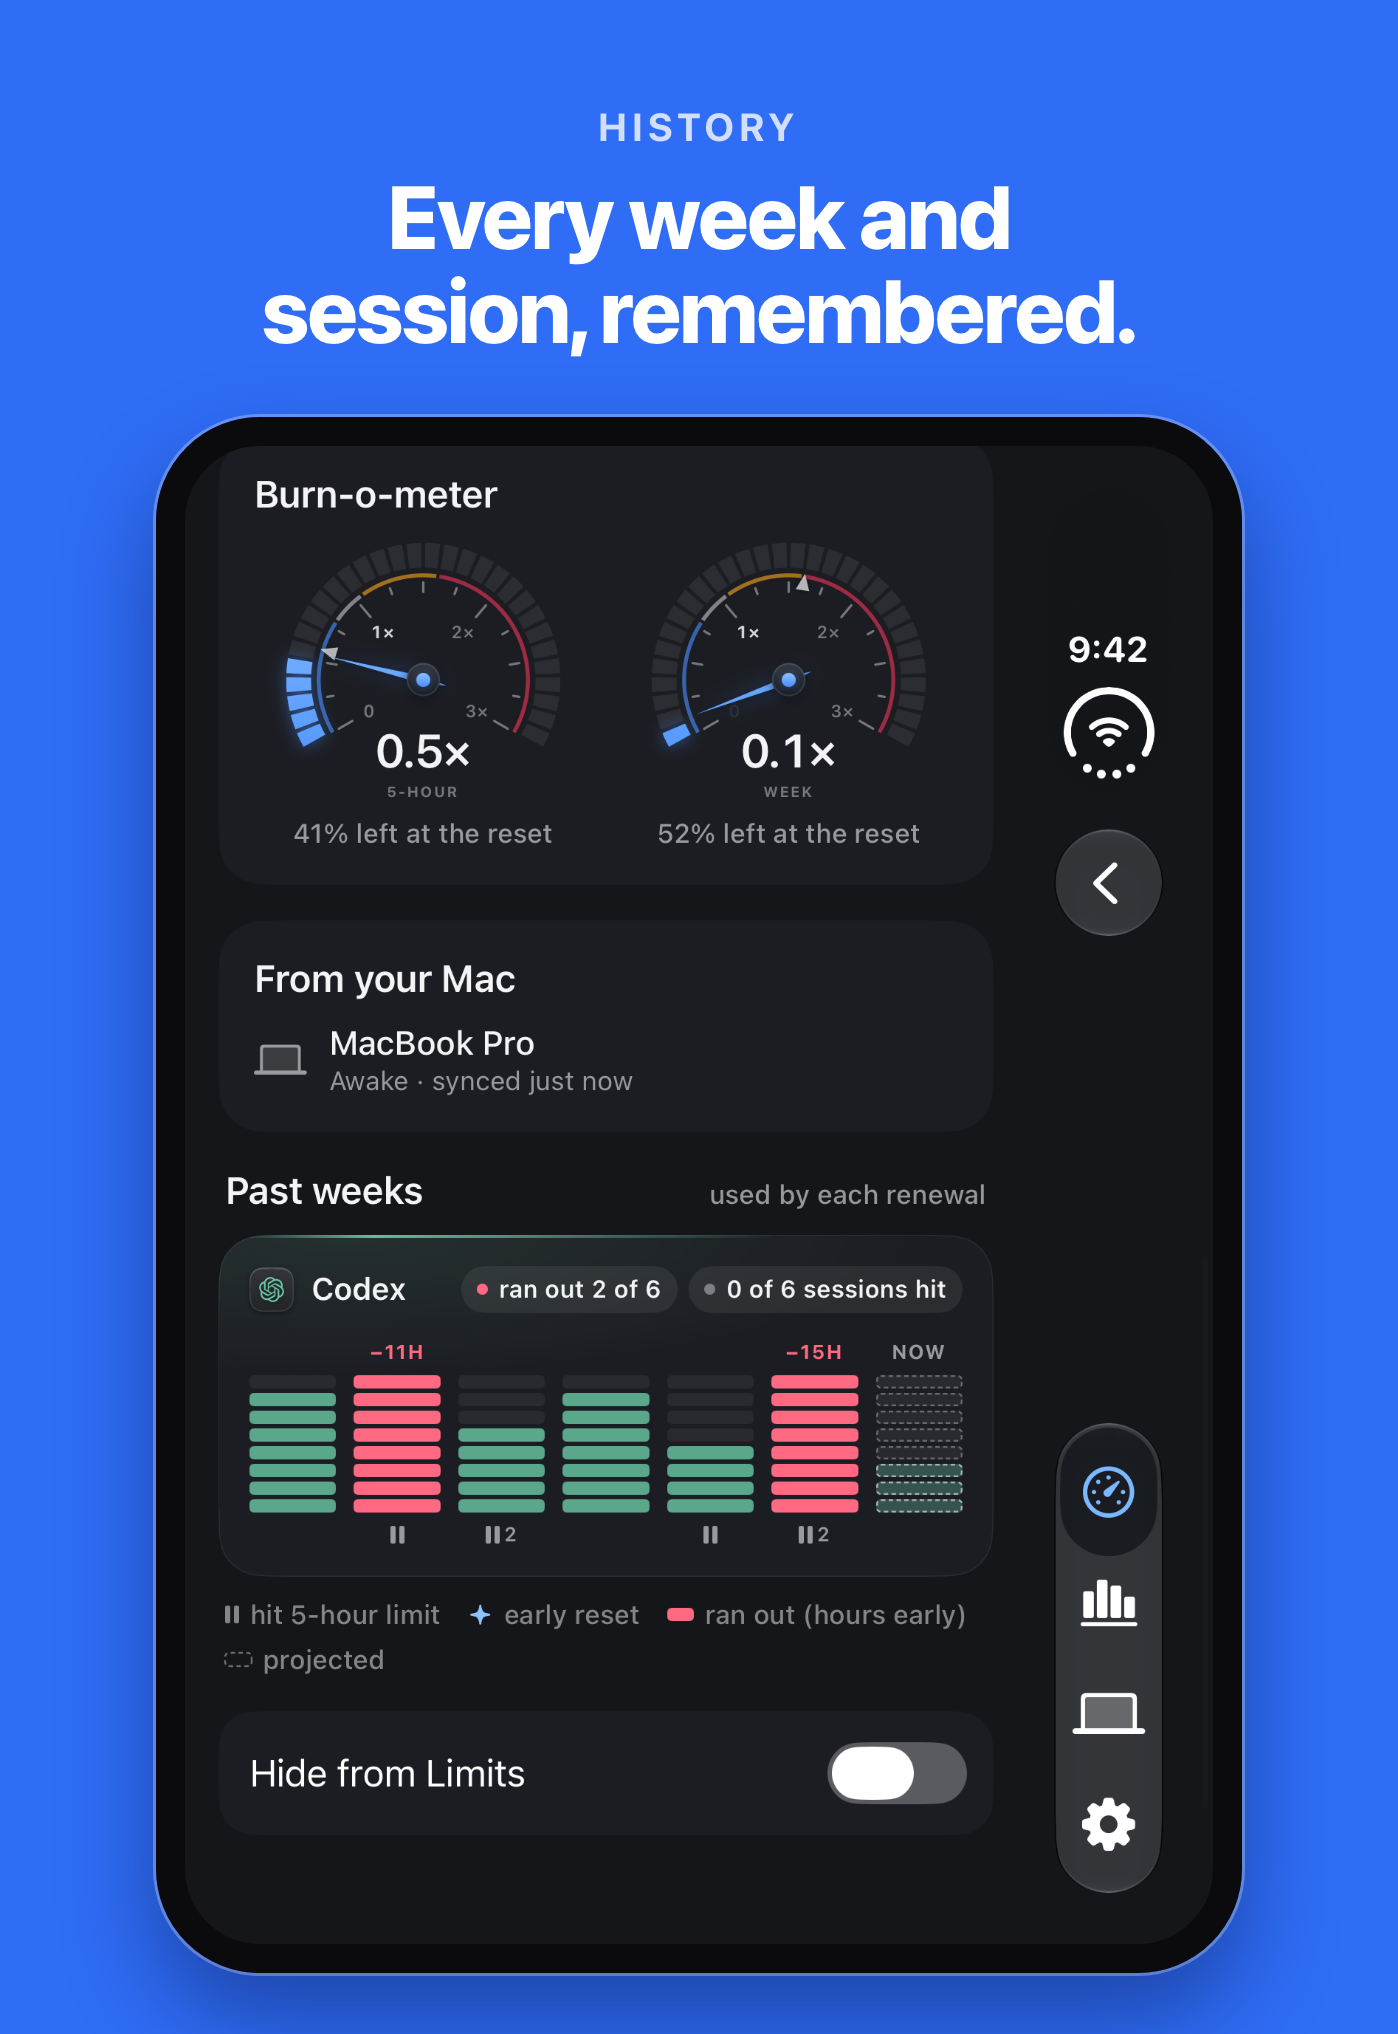 HISTORY
Every week and
session, remembered.
Burn-o-meter
0 1× 2× 3×
0.5×
5-HOUR
41% left at the reset
0 1× 2× 3×
0.1×
WEEK
52% left at the reset
9:42
From your Mac
MacBook Pro
Awake · synced just now
Past weeks
used by each renewal
Codex
ran out 2 of 6
0 of 6 sessions hit
–11H
–15H
NOW
2
2
hit 5-hour limit
early reset
ran out (hours early)
projected
Hide from Limits